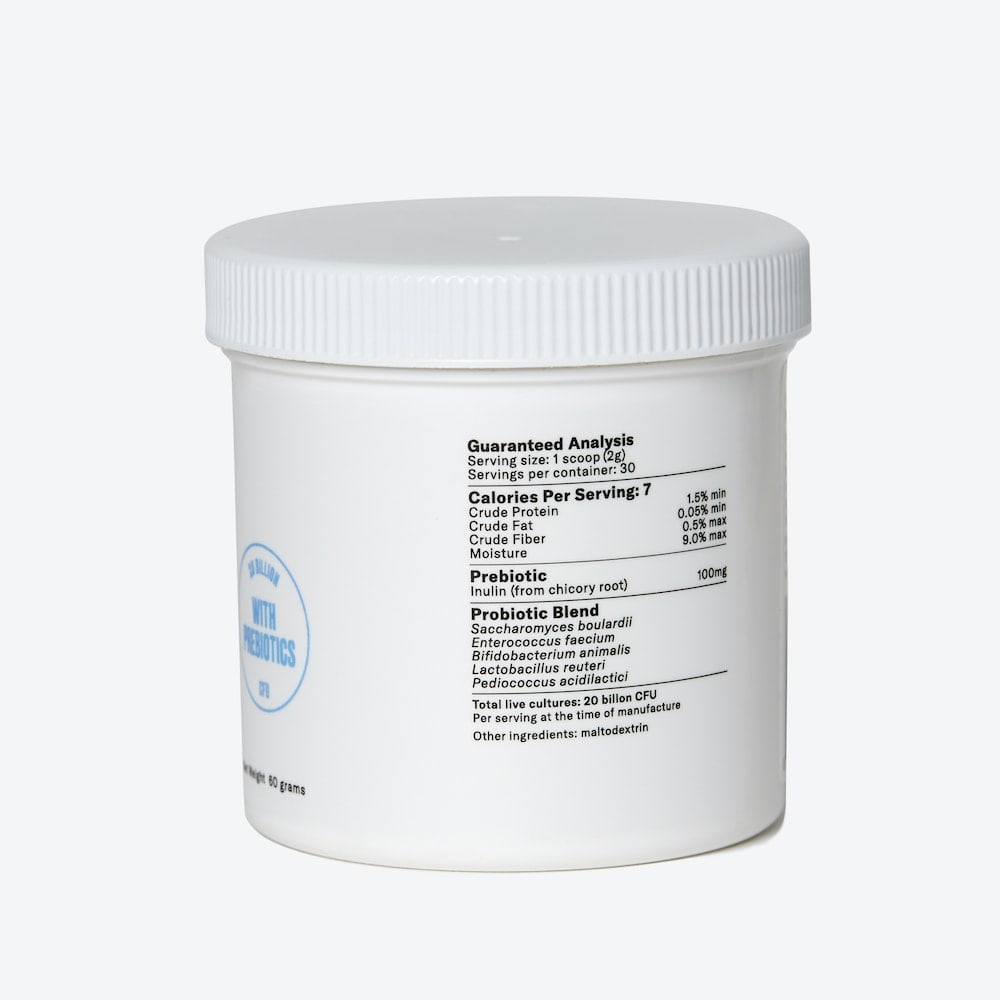 Guaranteed Analysis
Serving size: 1 scoop (2g)
Servings per container: 30
Calories Per Serving: 7
Crude Protein 1.5% min
Crude Fat 0.05% min
Crude Fiber 0.5% max
Moisture 9.0% max
Prebiotic
Inulin (from chicory root) 100mg
Probiotic Blend
Saccharomyces boulardii
Enterococcus faecium
Bifidobacterium animalis
Lactobacillus reuteri
Pediococcus acidilactici
Total live cultures: 20 billon CFU
Per serving at the time of manufacture
Other ingredients: maltodextrin
BILLION
WITH
PREBIOTICS
CFU
Weight 60 grams